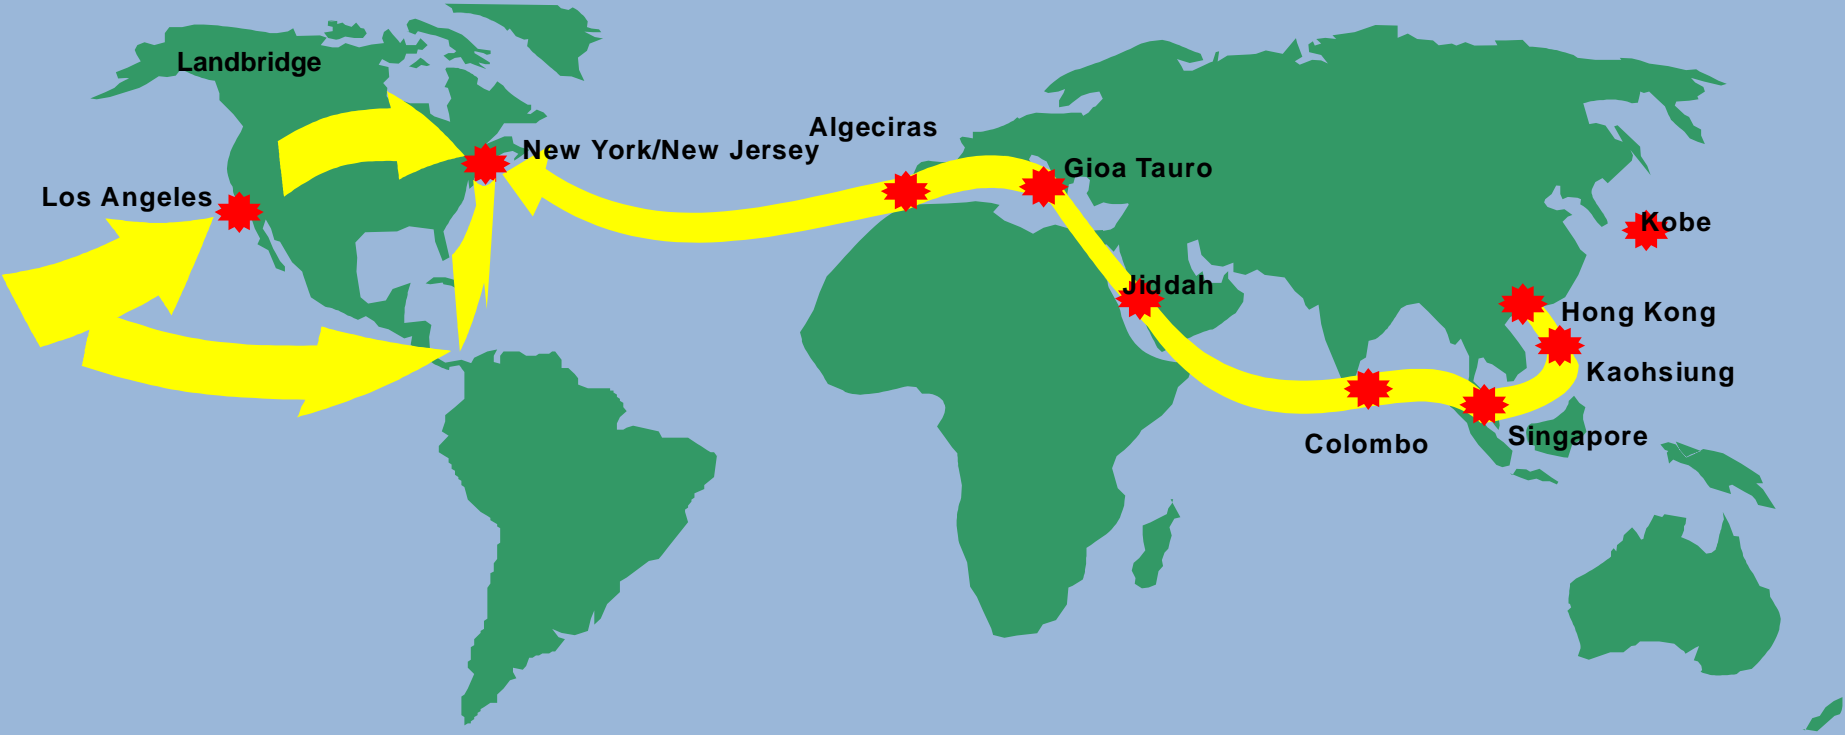 Landbridge
Algeciras
New York/New Jersey
Gioa Tauro
Los Angeles
Kobe
Jiddah
Hong Kong
Kaohsiung
Singapore
Colombo